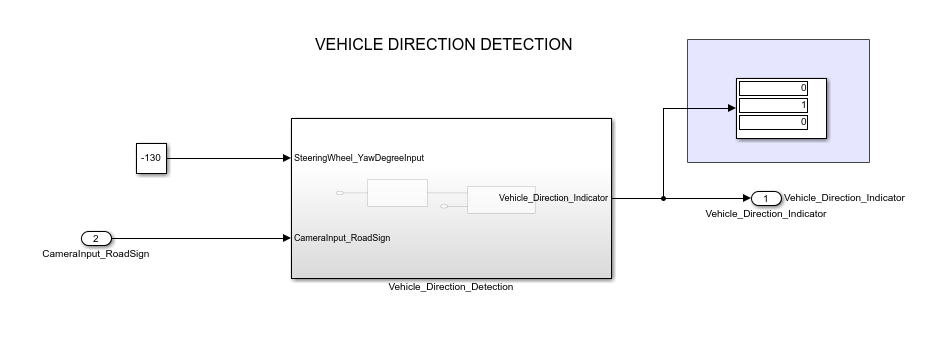 VEHICLE DIRECTION DETECTION
0
1
0
-130
SteeringWheel_YawDegreeInput
Vehicle_Direction_Indicator
1
Vehicle_Direction_Indicator
Vehicle_Direction_Indicator
2
CameraInput_RoadSign
CameraInput_RoadSign
Vehicle_Direction_Detection